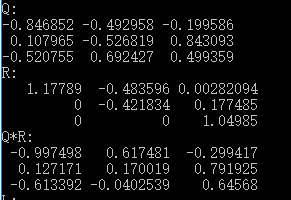 Q:
-0.846852 -0.492958 -0.199586
0.107965 -0.526819 0.843093
-0.520755 0.692427 0.499359
R:
1.17789 -0.483596 0.00282094
0 -0.421834 0.177485
0 0 1.04985
Q*R:
-0.997498 0.617481 -0.299417
0.127171 0.170019 0.791925
-0.613392 -0.0402539 0.64568